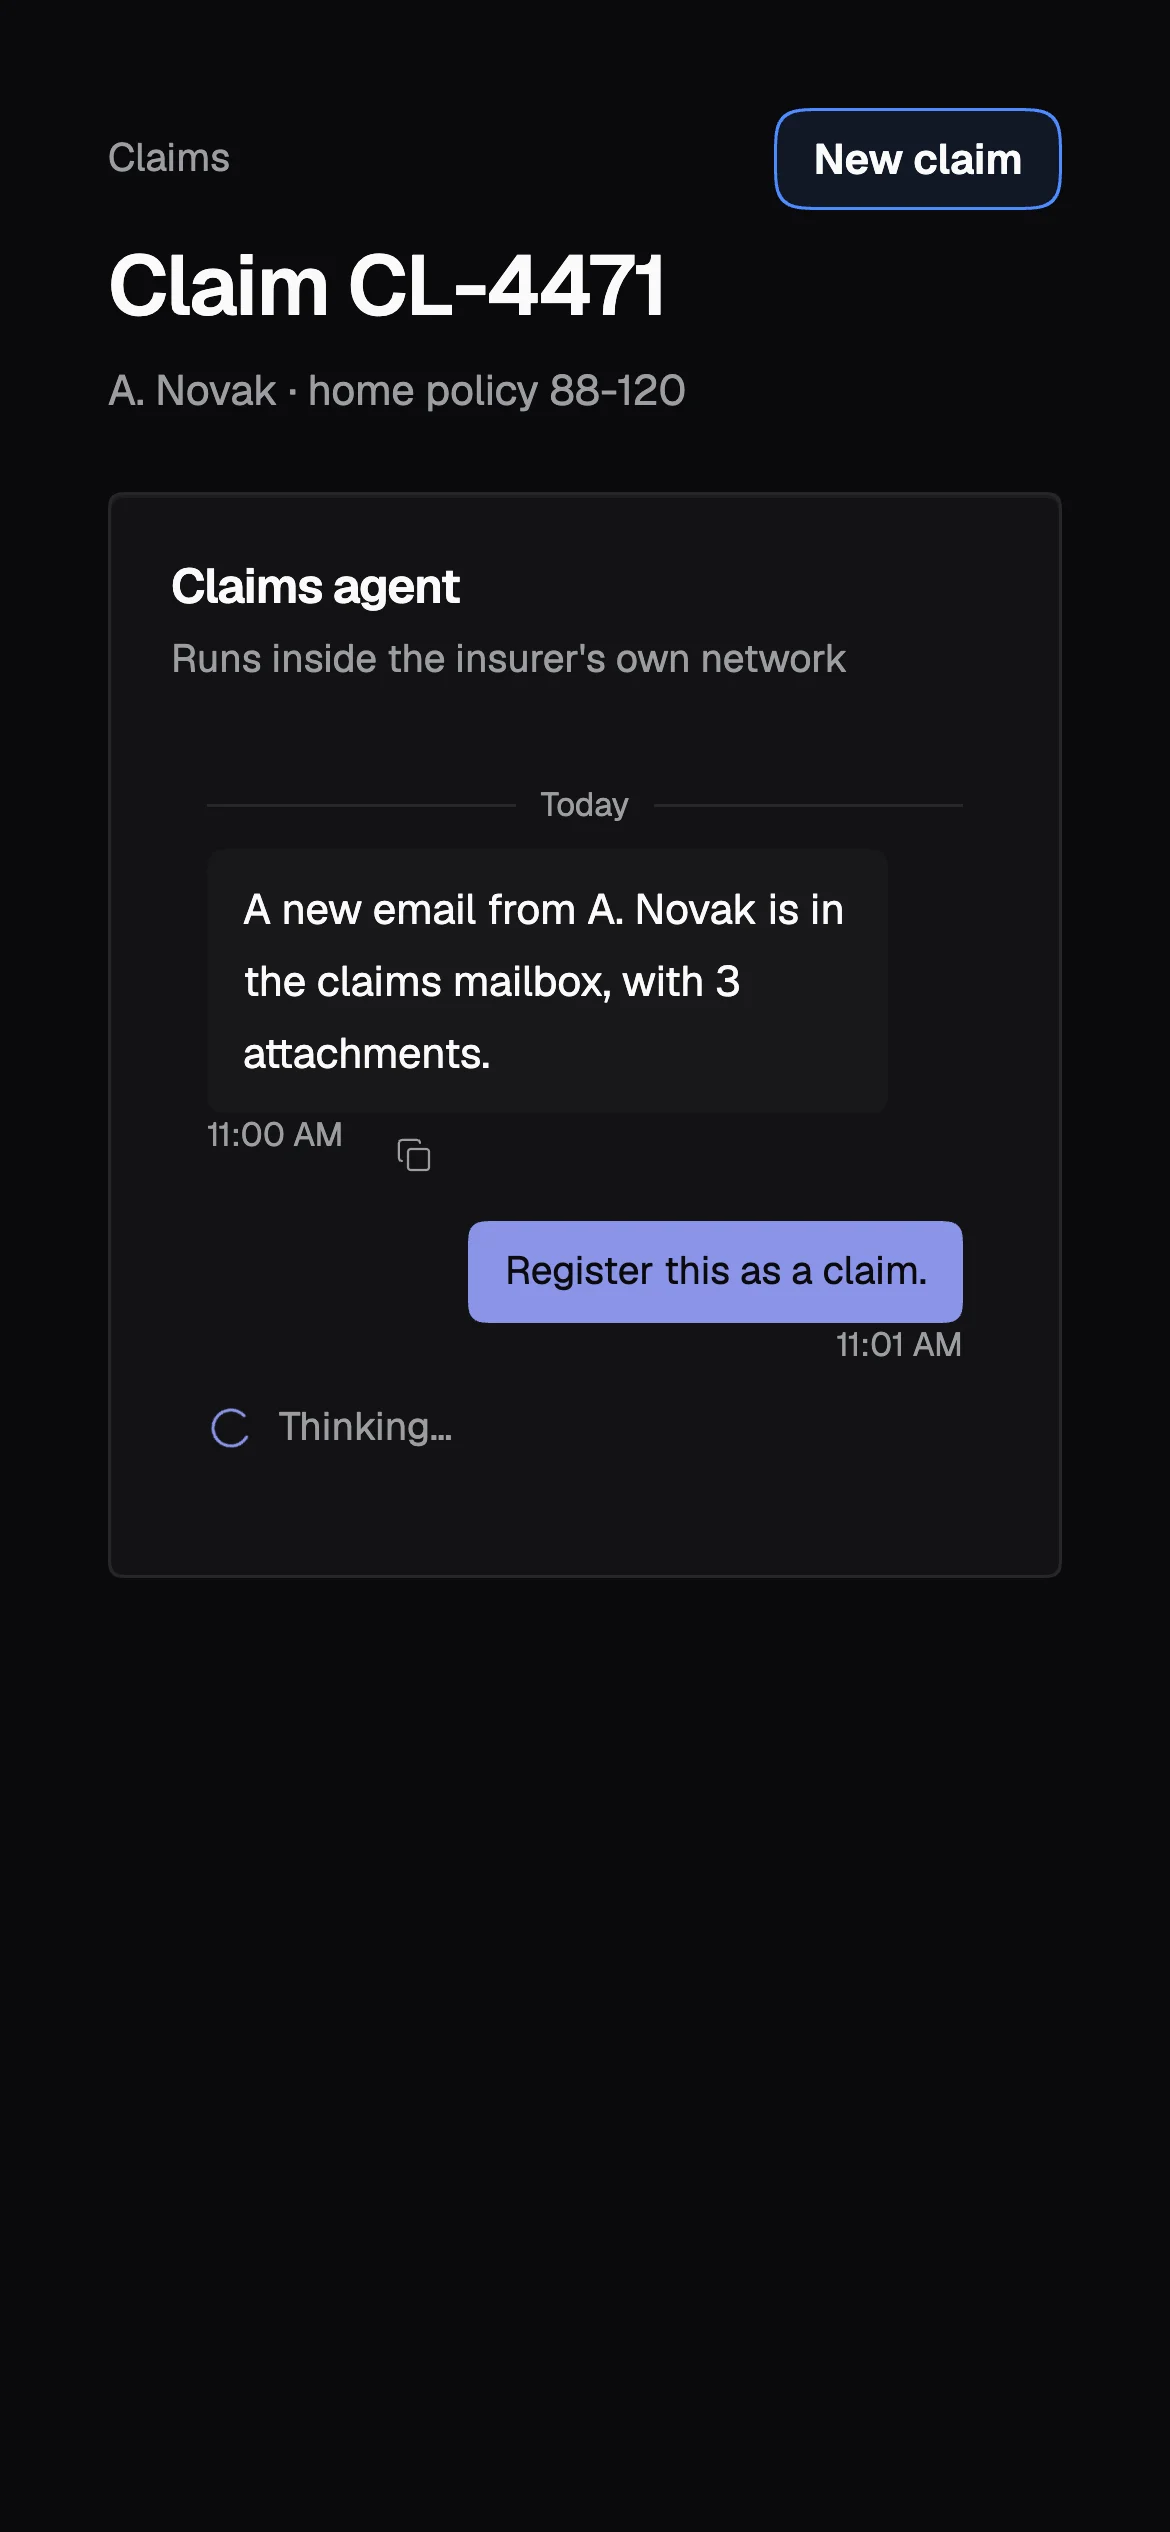 Claims
New claim
Claim CL-4471
A. Novak · home policy 88-120
Claims agent
Runs inside the insurer's own network
Today
A new email from A. Novak is in
the claims mailbox, with 3
attachments.
11:00 AM
Register this as a claim.
11:01 AM
Thinking...